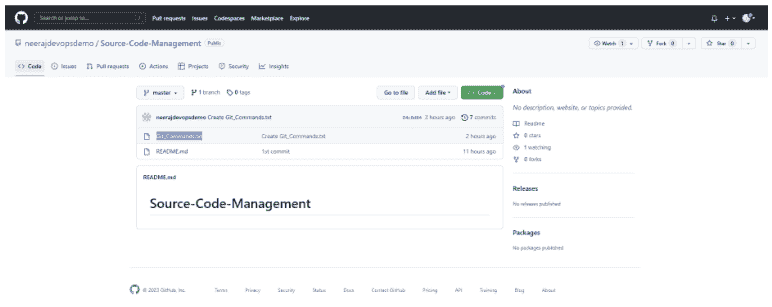 Search or jump to... /
Pull requests Issues Codespaces Marketplace Explore
neerajdevopsdemo / Source-Code-Management Public
Watch 1 Fork 0 Star 0
Code Issues Pull requests Actions Projects Security Insights
master 1 branch 0 tags Go to file Add file Code
neerajdevopsdemo Create Git_Commands.txt 2 hours ago 7 commits
Git_Commands.txt Create Git_Commands.txt 2 hours ago
README.md 1st commit 11 hours ago
README.md
Source-Code-Management
About
No description, website, or topics provided.
Readme
0 stars
1 watching
0 forks
Releases
No releases published
Packages
No packages published
© 2023 GitHub, Inc. Terms Privacy Security Status Docs Contact GitHub Pricing API Training Blog About